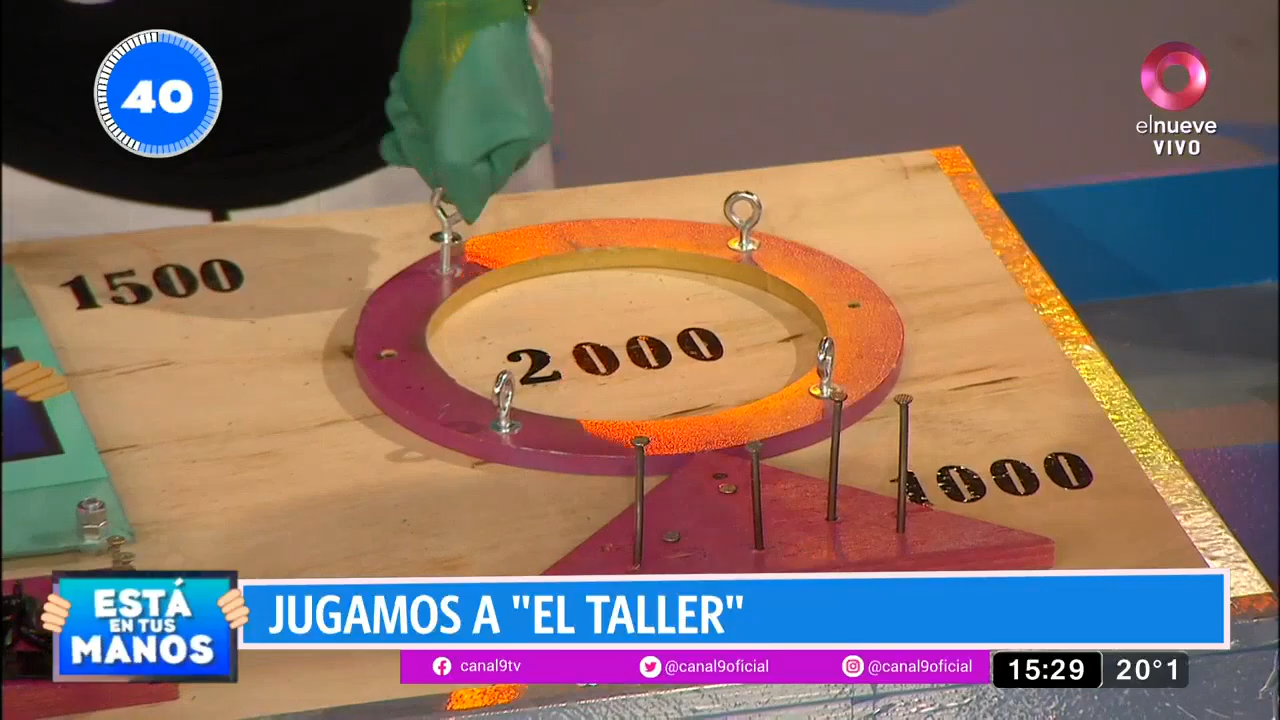 40
elnueve
VIVO
1500
2000
1000
ESTÁ
EN TUS
MANOS
JUGAMOS A "EL TALLER"
canal9tv
@canal9oficial
@canal9oficial
15:29
20°1